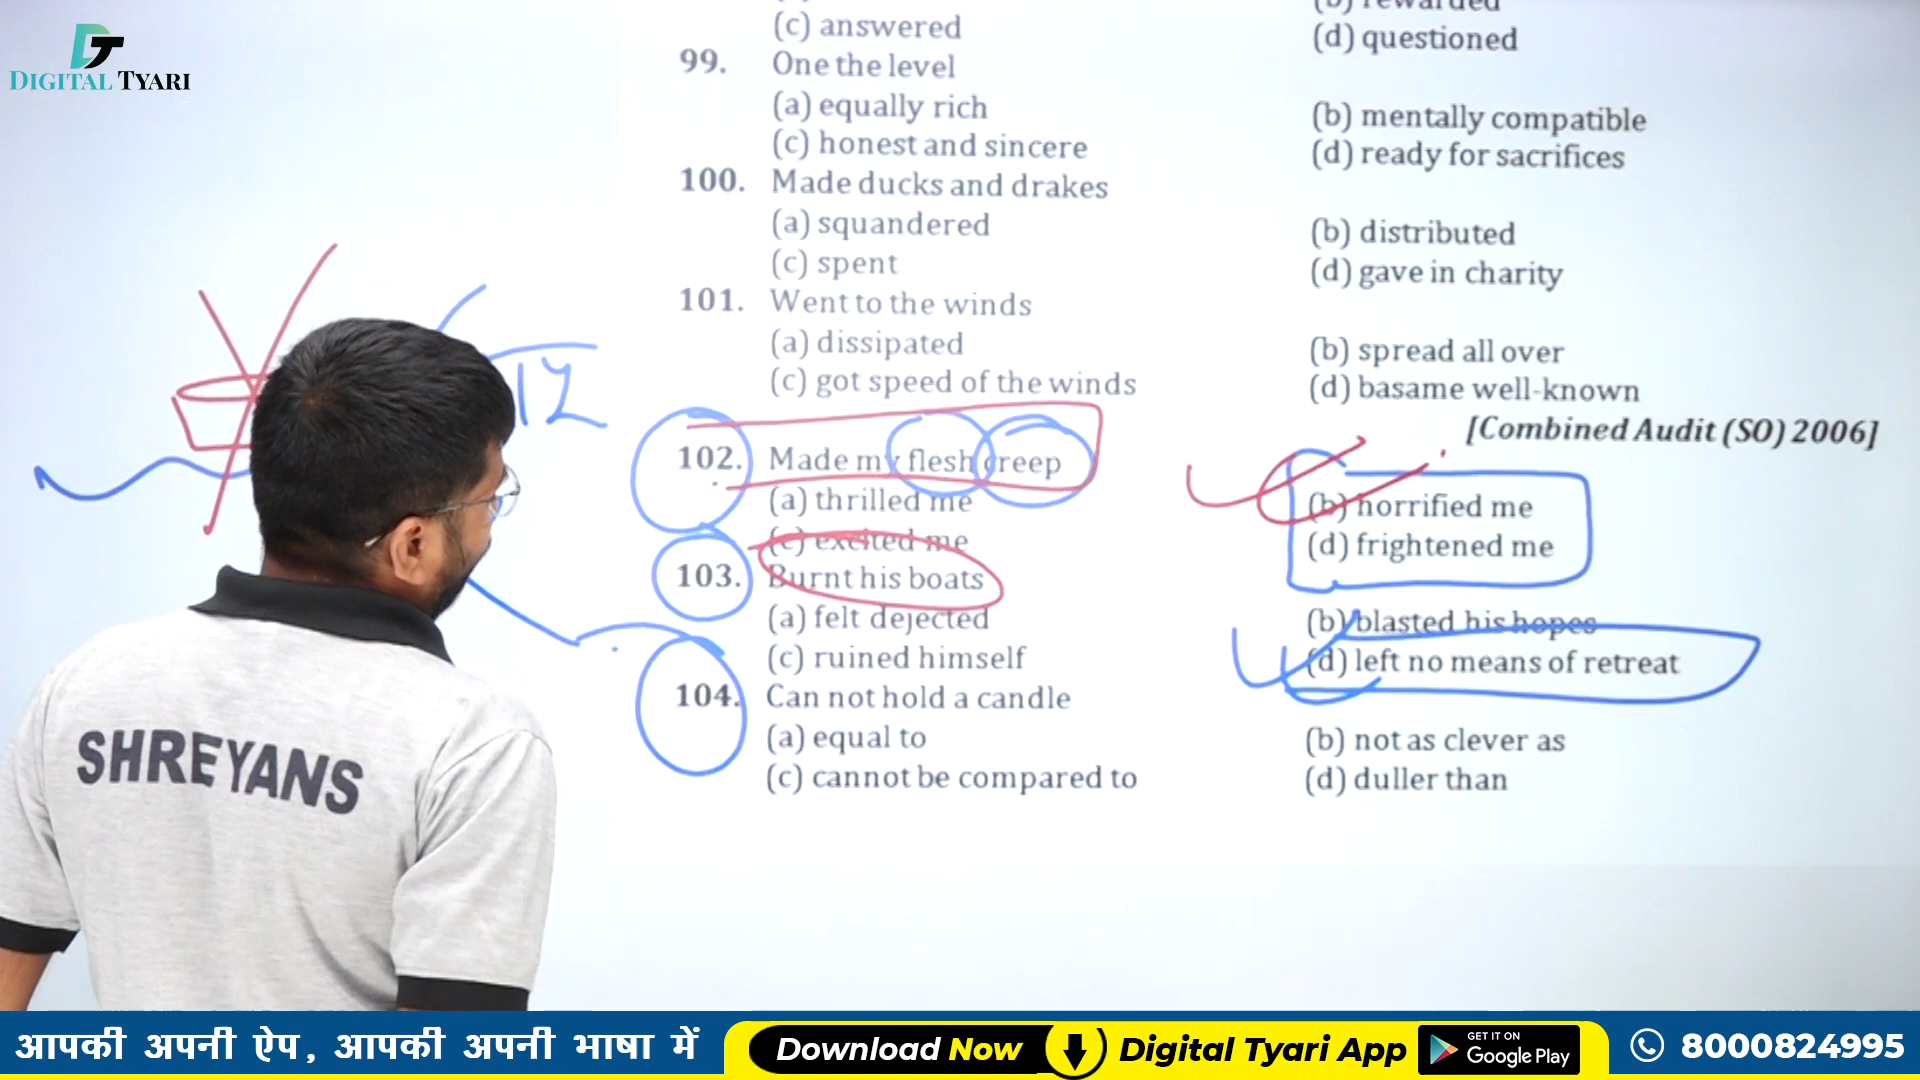 DT
DIGITAL TYARI
(b) rewarded
(c) answered
(d) questioned
99. One the level
(a) equally rich
(b) mentally compatible
(c) honest and sincere
(d) ready for sacrifices
100. Made ducks and drakes
(a) squandered
(b) distributed
(c) spent
(d) gave in charity
101. Went to the winds
(a) dissipated
(b) spread all over
(c) got speed of the winds
(d) basame well-known
[Combined Audit (SO) 2006]
12
102. Made my flesh creep
(a) thrilled me
(b) horrified me
(c) excited me
(d) frightened me
103. Burnt his boats
(a) felt dejected
(b) blasted his hopes
(c) ruined himself
(d) left no means of retreat
104. Can not hold a candle
(a) equal to
(b) not as clever as
(c) cannot be compared to
(d) duller than
SHREYANS
आपकी अपनी ऐप, आपकी अपनी भाषा में
Download Now
Digital Tyari App
GET IT ON
Google Play
8000824995